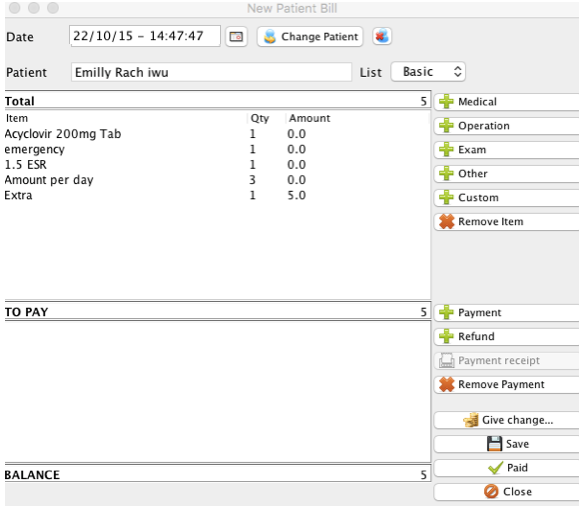 New Patient Bill
Date 22/10/15 - 14:47:47 Change Patient
Patient Emilly Rach iwu List Basic
Total 5 Medical
Item Qty Amount
Operation
Acyclovir 200mg Tab 1 0.0
emergency 1 0.0 Exam
1.5 ESR 1 0.0
Other
Amount per day 3 0.0
Extra 1 5.0 Custom
Remove Item
TO PAY 5 Payment
Refund
Payment receipt
Remove Payment
Give change...
Save
Paid
BALANCE 5
Close